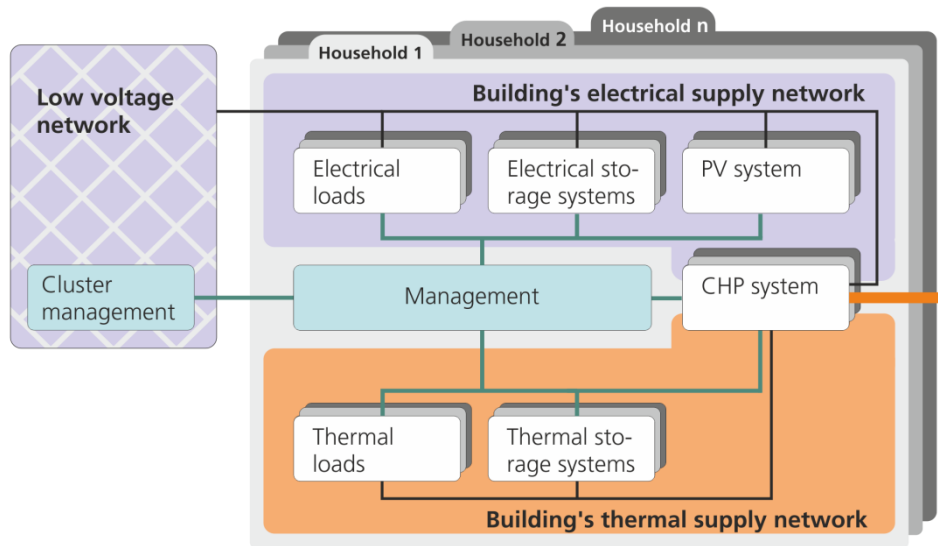 Household n
Household 2
Household 1
Low voltage
network
Building's electrical supply network
Electrical
loads
Electrical sto-
rage systems
PV system
Cluster
management
Management
CHP system
Thermal
loads
Thermal sto-
rage systems
Building's thermal supply network